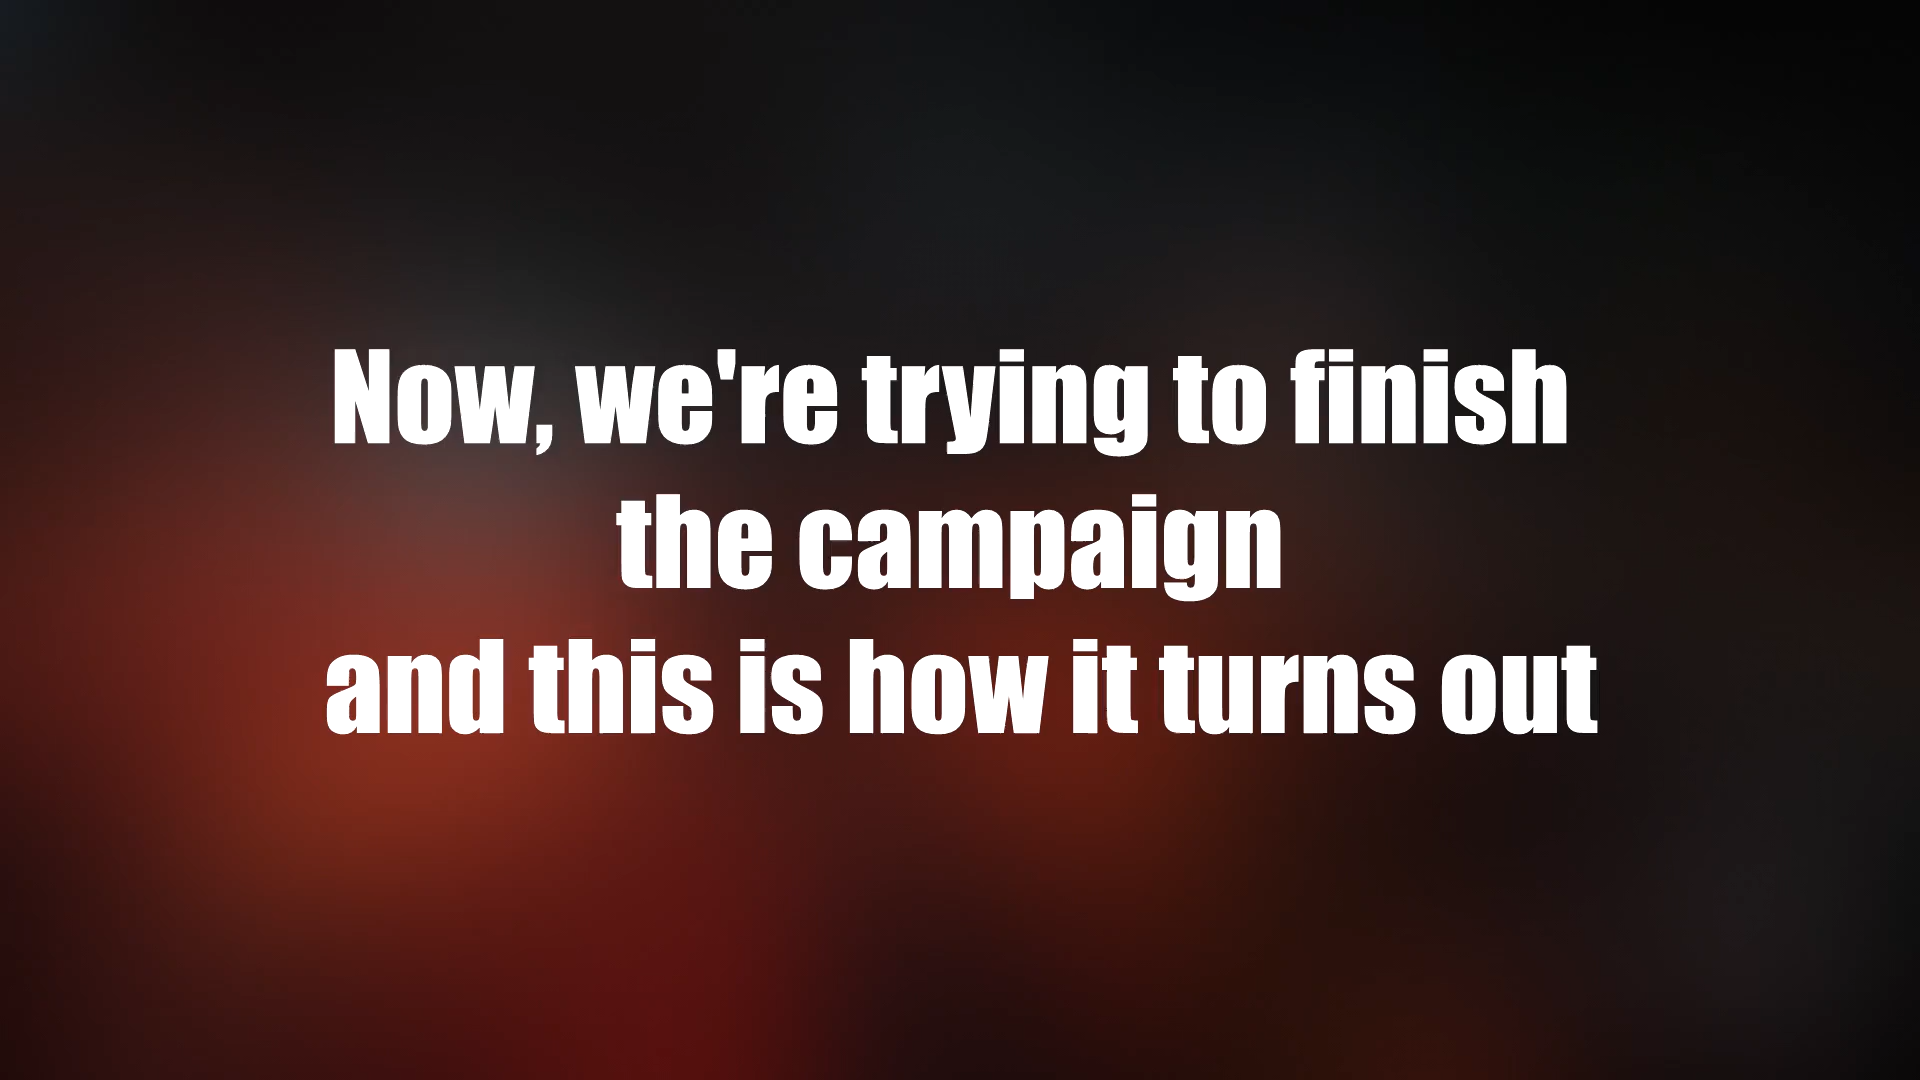 Now, we're trying to finish
the campaign
and this is how it turns out